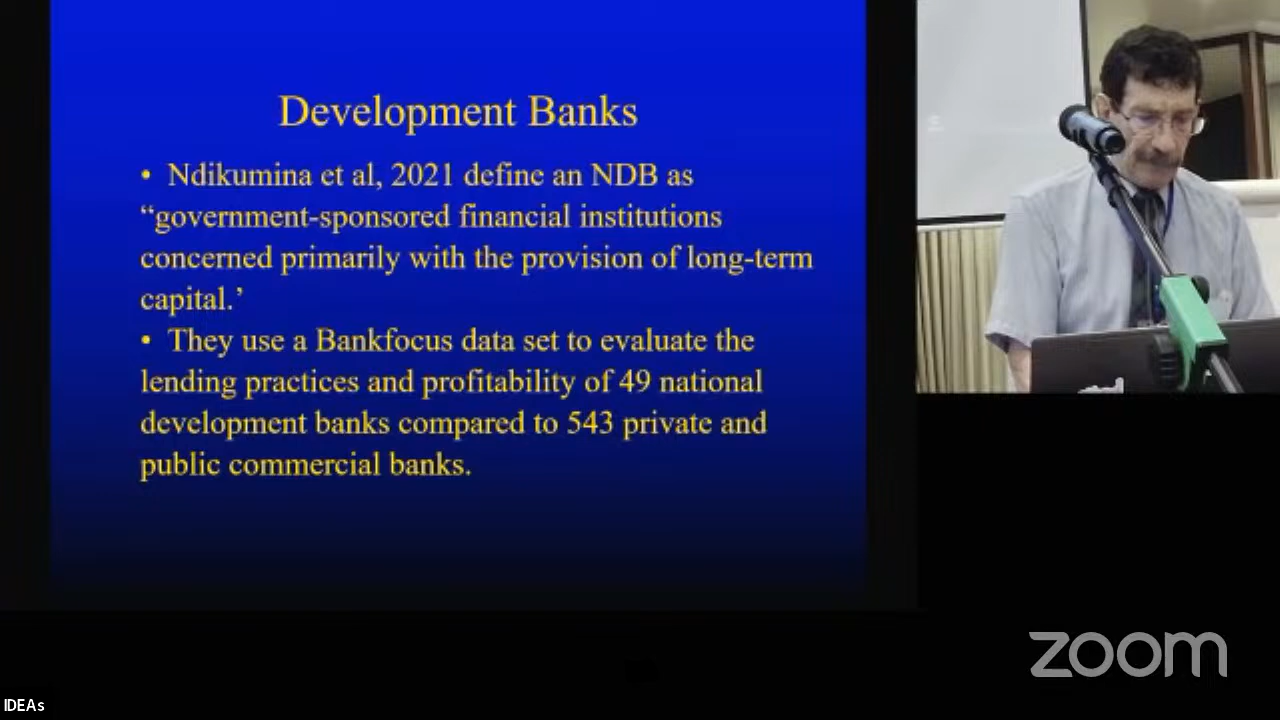 Development Banks
• Ndikumina et al, 2021 define an NDB as
“government-sponsored financial institutions
concerned primarily with the provision of long-term
capital.’
• They use a Bankfocus data set to evaluate the
lending practices and profitability of 49 national
development banks compared to 543 private and
public commercial banks.
zoom
IDEAs